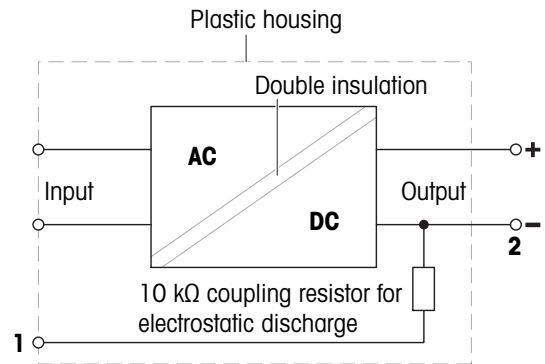 Plastic housing
Double insulation
AC
+
Input
Output
DC
−
2
10 kΩ coupling resistor for
electrostatic discharge
1